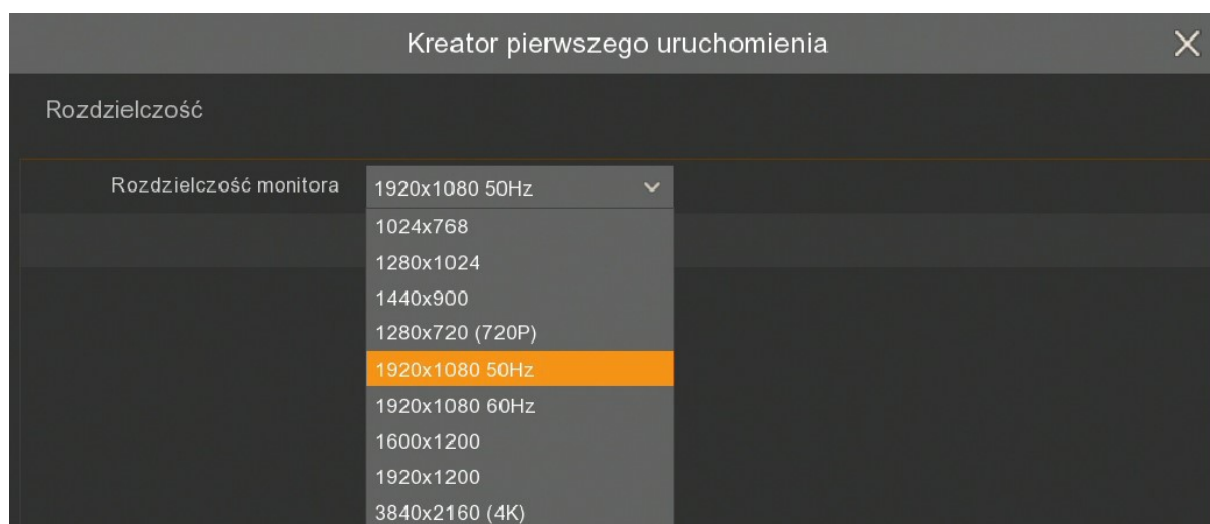 Kreator pierwszego uruchomienia
Rozdzielczość
Rozdzielczość monitora 1920x1080 50Hz
1024x768
1280x1024
1440x900
1280x720 (720P)
1920x1080 50Hz
1920x1080 60Hz
1600x1200
1920x1200
3840x2160 (4K)